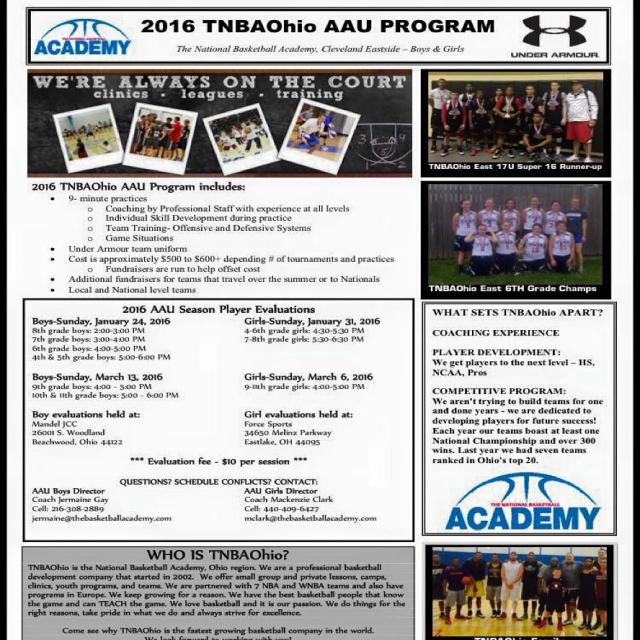 THE NATIONAL BASKETBALL
ACADEMY
2016 TNBAOhio AAU PROGRAM
The National Basketball Academy, Cleveland Eastside – Boys & Girls
UNDER ARMOUR
WE'RE ALWAYS ON THE COURT
clinics - leagues - training
TNBAOhio East 17U Super 16 Runner-up
TNBAOhio East 6TH Grade Champs
2016 TNBAOhio AAU Program includes:
• 9- minute practices
o Coaching by Professional Staff with experience at all levels
o Individual Skill Development during practice
o Team Training- Offensive and Defensive Systems
o Game Situations
• Under Armour team uniform
• Cost is approximately $500 to $600+ depending # of tournaments and practices
o Fundraisers are run to help offset cost
• Additional fundraisers for teams that travel over the summer or to Nationals
• Local and National level teams
2016 AAU Season Player Evaluations
Boys-Sunday, January 24, 2016
8th grade boys: 2:00-3:00 PM
7th grade boys: 3:00-4:00 PM
6th grade boys: 4:00-5:00 PM
4th & 5th grade boys: 5:00-6:00 PM
Girls-Sunday, January 31, 2016
4-6th grade girls: 4:30-5:30 PM
7-8th grade girls: 5:30-6:30 PM
Boys-Sunday, March 13, 2016
9th grade boys: 4:00 - 5:00 PM
10th & 11th grade boys: 5:00 - 6:00 PM
Girls-Sunday, March 6, 2016
9-11th grade girls: 4:00-5:00 PM
Boy evaluations held at:
Mandel JCC
26001 S. Woodland
Beachwood, Ohio 44122
Girl evaluations held at:
Force Sports
34650 Melinz Parkway
Eastlake, OH 44095
*** Evaluation fee - $10 per session ***
QUESTIONS? SCHEDULE CONFLICTS? CONTACT:
AAU Boys Director
Coach Jermaine Gay
Cell: 216-308-2889
jermaine@thebasketballacademy.com
AAU Girls Director
Coach Mackenzie Clark
Cell: 440-409-6427
mclark@thebasketballacademy.com
WHAT SETS TNBAOhio APART?
COACHING EXPERIENCE
PLAYER DEVELOPMENT:
We get players to the next level – HS,
NCAA, Pros
COMPETITIVE PROGRAM:
We aren't trying to build teams for one
and done years - we are dedicated to
developing players for future success!
Each year our teams boast at least one
National Championship and over 300
wins. Last year we had seven teams
ranked in Ohio's top 20.
THE NATIONAL BASKETBALL
ACADEMY
WHO IS TNBAOhio?
TNBAOhio is the National Basketball Academy, Ohio region. We are a professional basketball
development company that started in 2002. We offer small group and private lessons, camps,
clinics, youth programs, and teams. We are partnered with 7 NBA and WNBA teams and also have
programs in Europe. We keep growing for a reason. We have the best basketball people that know
the game and can TEACH the game. We love basketball and it is our passion. We do things for the
right reasons, take pride in what we do and always strive for excellence.
Come see why TNBAOhio is the fastest growing basketball company in the world.